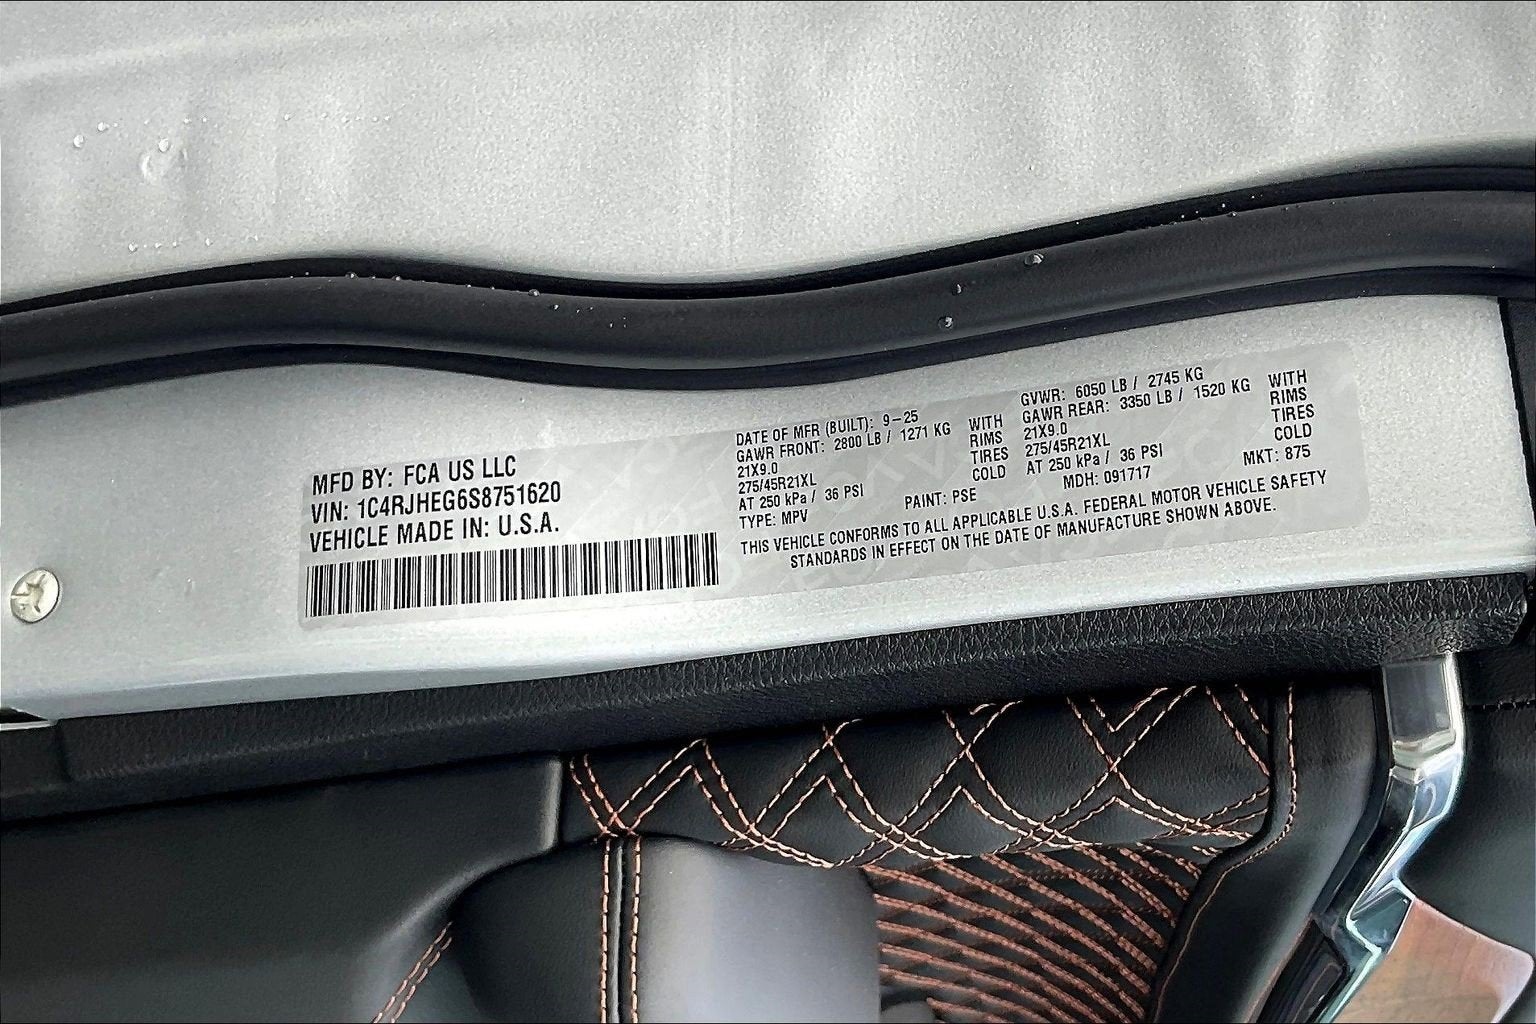 MFD BY: FCA US LLC
VIN: 1C4RJHEG6S8751620
VEHICLE MADE IN: U.S.A.
DATE OF MFR (BUILT): 9-25
GAWR FRONT: 2800 LB / 1271 KG WITH
21X9.0 RIMS
275/45R21XL TIRES
AT 250 kPa / 36 PSI COLD
TYPE: MPV PAINT: PSE
GVWR: 6050 LB / 2745 KG
GAWR REAR: 3350 LB / 1520 KG WITH
21X9.0 RIMS
275/45R21XL TIRES
AT 250 kPa / 36 PSI COLD
MDH: 091717 MKT: 875
THIS VEHICLE CONFORMS TO ALL APPLICABLE U.S.A. FEDERAL MOTOR VEHICLE SAFETY
STANDARDS IN EFFECT ON THE DATE OF MANUFACTURE SHOWN ABOVE.